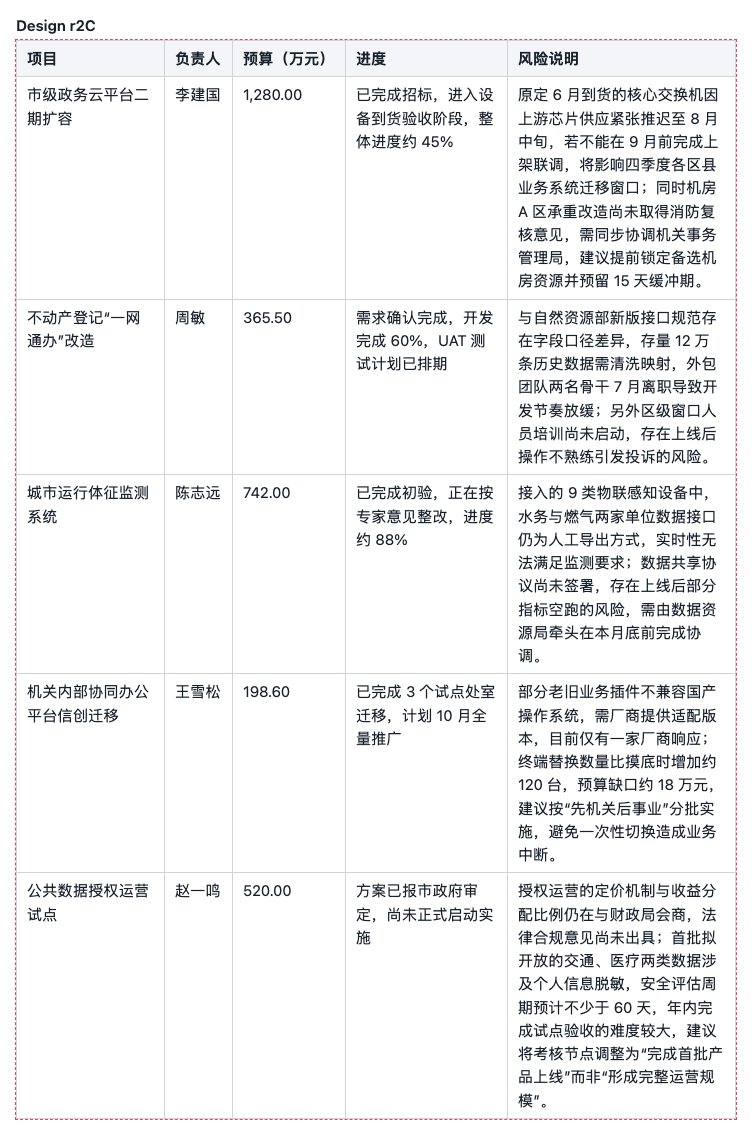 Design r2C
项目 负责人 预算（万元） 进度 风险说明
市级政务云平台二
期扩容
李建国
1,280.00
已完成招标，进入设
备到货验收阶段，整
体进度约 45%
原定 6 月到货的核心交换机因
上游芯片供应紧张推迟至 8 月
中旬，若不能在 9 月前完成上
架联调，将影响四季度各区县
业务系统迁移窗口；同时机房
A 区承重改造尚未取得消防复
核意见，需同步协调机关事务
管理局，建议提前锁定备选机
房资源并预留 15 天缓冲期。
不动产登记“一网
通办”改造
周敏
365.50
需求确认完成，开发
完成 60%，UAT 测
试计划已排期
与自然资源部新版接口规范存
在字段口径差异，存量 12 万
条历史数据需清洗映射，外包
团队两名骨干 7 月离职导致开
发节奏放缓；另外区级窗口人
员培训尚未启动，存在上线后
操作不熟练引发投诉的风险。
城市运行体征监测
系统
陈志远
742.00
已完成初验，正在按
专家意见整改，进度
约 88%
接入的 9 类物联感知设备中，
水务与燃气两家单位数据接口
仍为人工导出方式，实时性无
法满足监测要求；数据共享协
议尚未签署，存在上线后部分
指标空跑的风险，需由数据资
源局牵头在本月底前完成协
调。
机关内部协同办公
平台信创迁移
王雪松
198.60
已完成 3 个试点处室
迁移，计划 10 月全
量推广
部分老旧业务插件不兼容国产
操作系统，需厂商提供适配版
本，目前仅有一家厂商响应；
终端替换数量比摸底时增加约
120 台，预算缺口约 18 万元，
建议按“先机关后事业”分批实
施，避免一次性切换造成业务
中断。
公共数据授权运营
试点
赵一鸣
520.00
方案已报市政府审
定，尚未正式启动实
施
授权运营的定价机制与收益分
配比例仍在与财政局会商，法
律合规意见尚未出具；首批拟
开放的交通、医疗两类数据涉
及个人信息脱敏，安全评估周
期预计不少于 60 天，年内完
成试点验收的难度较大，建议
将考核节点调整为“完成首批产
品上线”而非“形成完整运营规
模”。